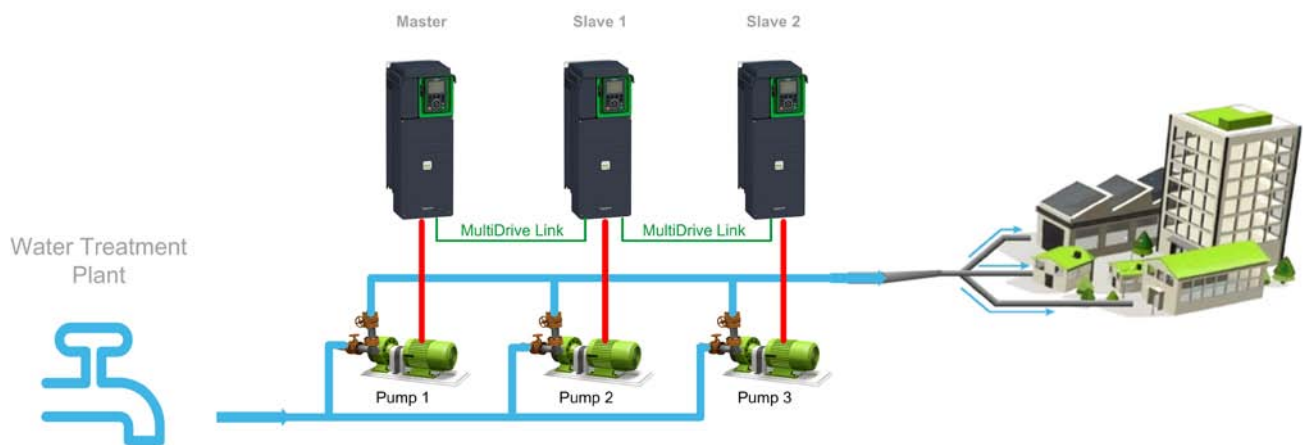 Master
Slave 1
Slave 2
MultiDrive Link
MultiDrive Link
Water Treatment
Plant
Pump 1
Pump 2
Pump 3